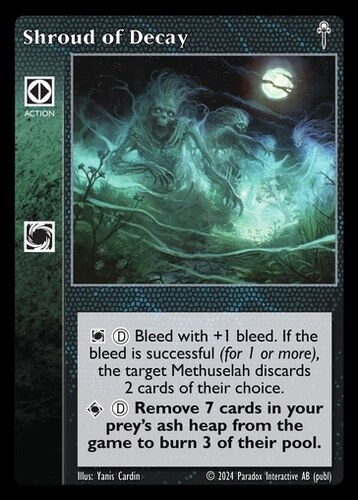 Shroud of Decay
ACTION
D Bleed with +1 bleed. If the
bleed is successful (for 1 or more),
the target Methuselah discards
2 cards of their choice.
D Remove 7 cards in your
prey's ash heap from the
game to burn 3 of their pool.
Illus: Yanis Cardin © 2024 Paradox Interactive AB (publ)